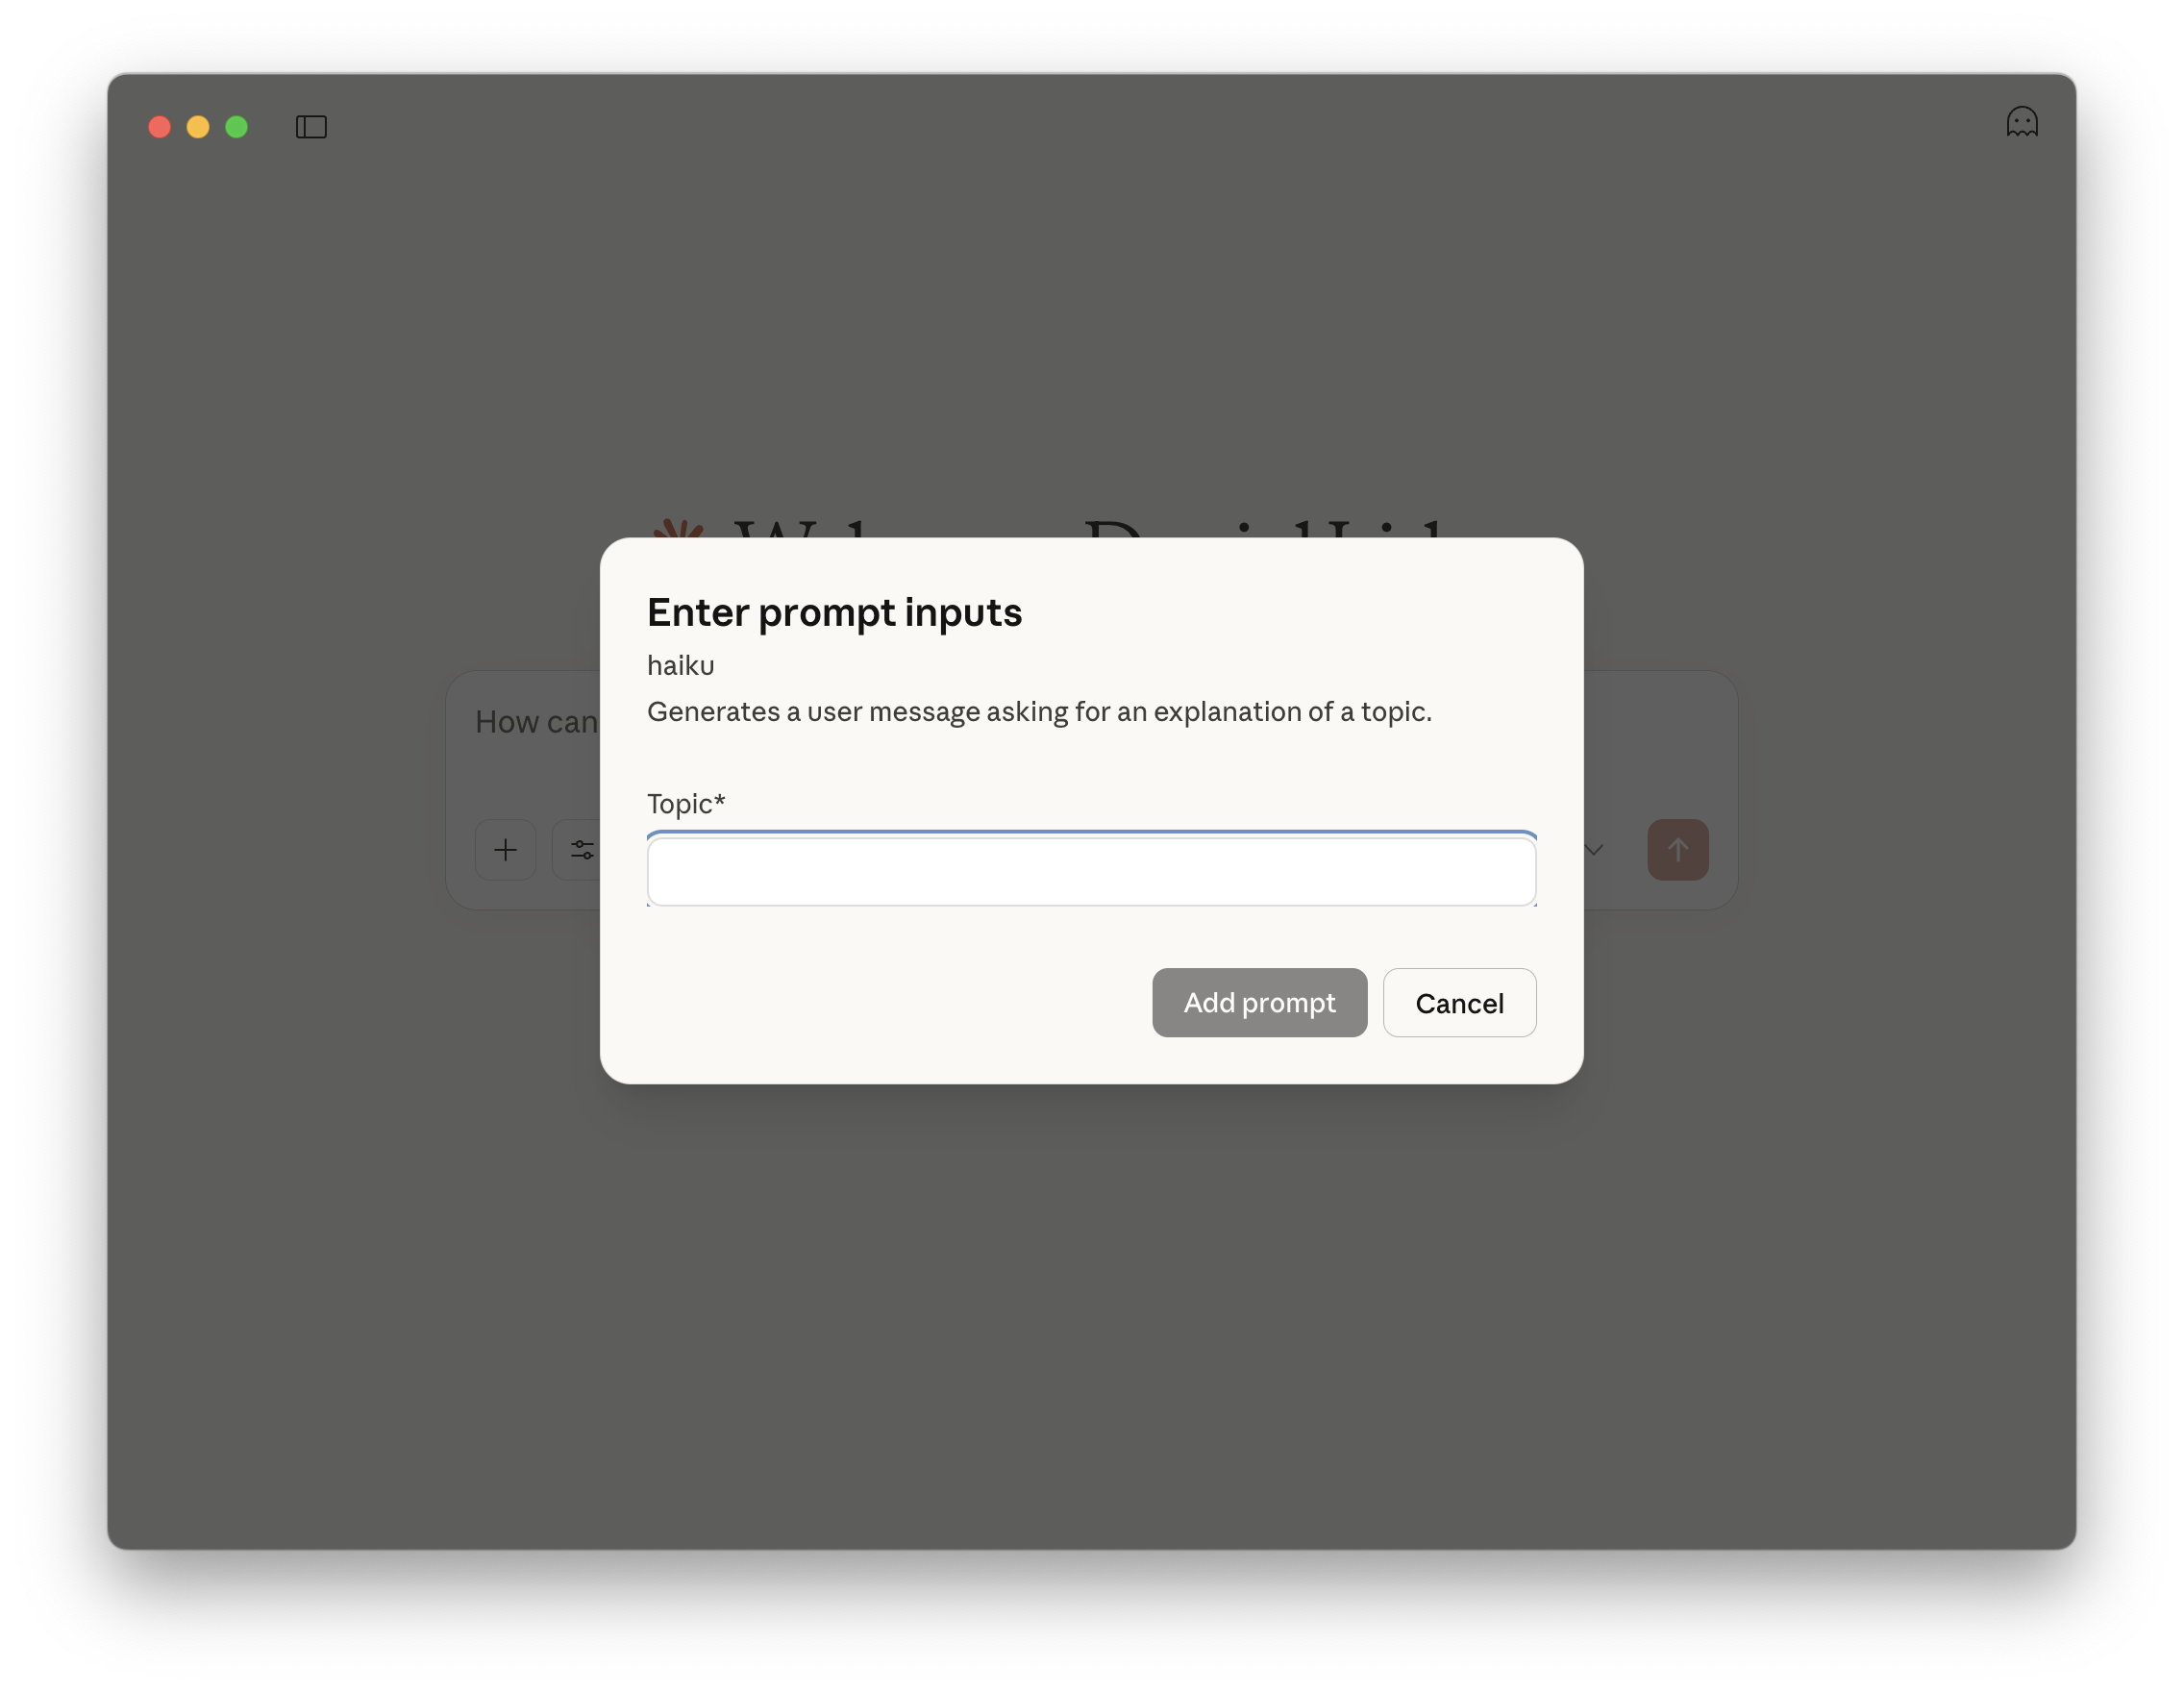 Enter prompt inputs
haiku
Generates a user message asking for an explanation of a topic.
How can
Topic*
Add prompt
Cancel